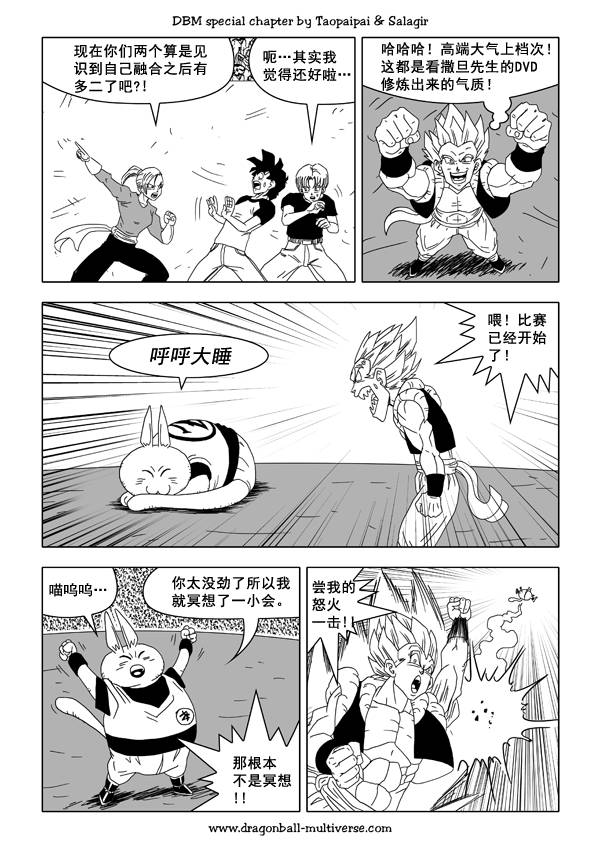 DBM special chapter by Taopaipai & Salagir
现在你们两个算是见
识到自己融合之后有
多二了吧?!
呃…其实我
觉得还好啦…
哈哈哈！高端大气上档次！
这都是看撒旦先生的DVD
修炼出来的气质！
喂！比赛
已经开始
了！
呼呼大睡
喵呜呜…
你太没劲了所以我
就冥想了一小会。
那根本
不是冥想
!!
尝我的
怒火
一击!!
www.dragonball-multiverse.com